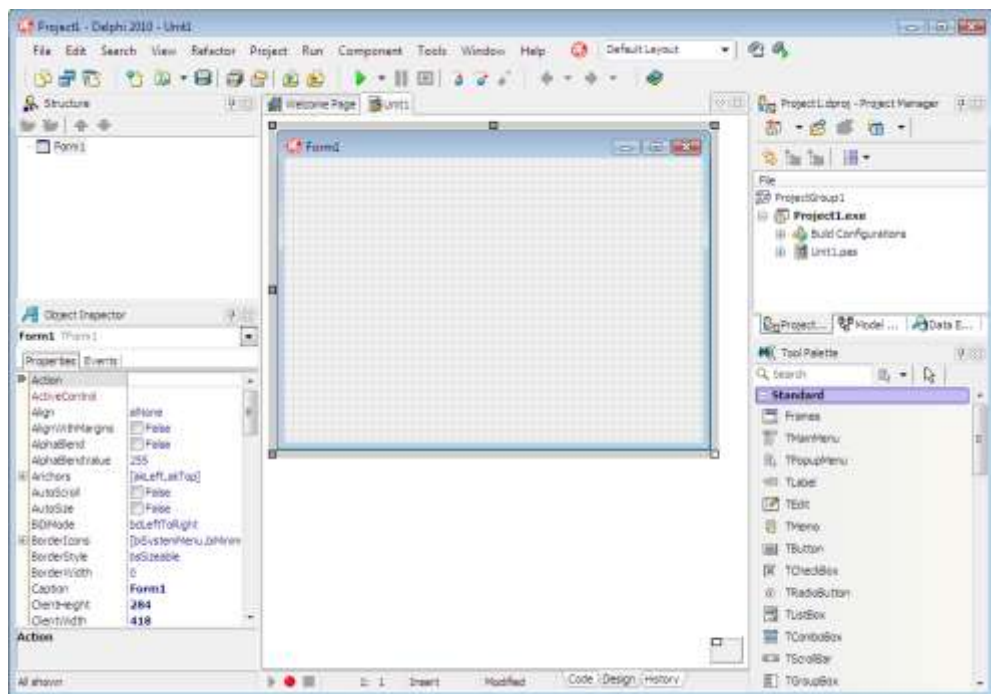 Project1 - Delphi 2010 - Unit1
File Edit Search View Refactor Project Run Component Tools Window Help Default Layout
Structure
Form1
Object Inspector
Form1 TForm1
Properties Events
Action
ActiveControl
Align alNone
AlignWithMargins False
AlphaBlend False
AlphaBlendValue 255
Anchors [akLeft,akTop]
AutoScroll False
AutoSize False
BiDiMode bdLeftToRight
BorderIcons [biSystemMenu,biMinim
BorderStyle bsSizeable
BorderWidth 0
Caption Form1
ClientHeight 284
ClientWidth 418
Action
All shown
Welcome Page Unit1
Form1
1: 1 Insert Modified Code Design History
Project1.dproj - Project Manager
File
ProjectGroup1
Project1.exe
Build Configurations
Unit1.pas
Project... Model ... Data E...
Tool Palette
Search
Standard
Frames
TMainMenu
TPopupMenu
TLabel
TEdit
TMemo
TButton
TCheckBox
TRadioButton
TListBox
TComboBox
TScrollBar
TGroupBox